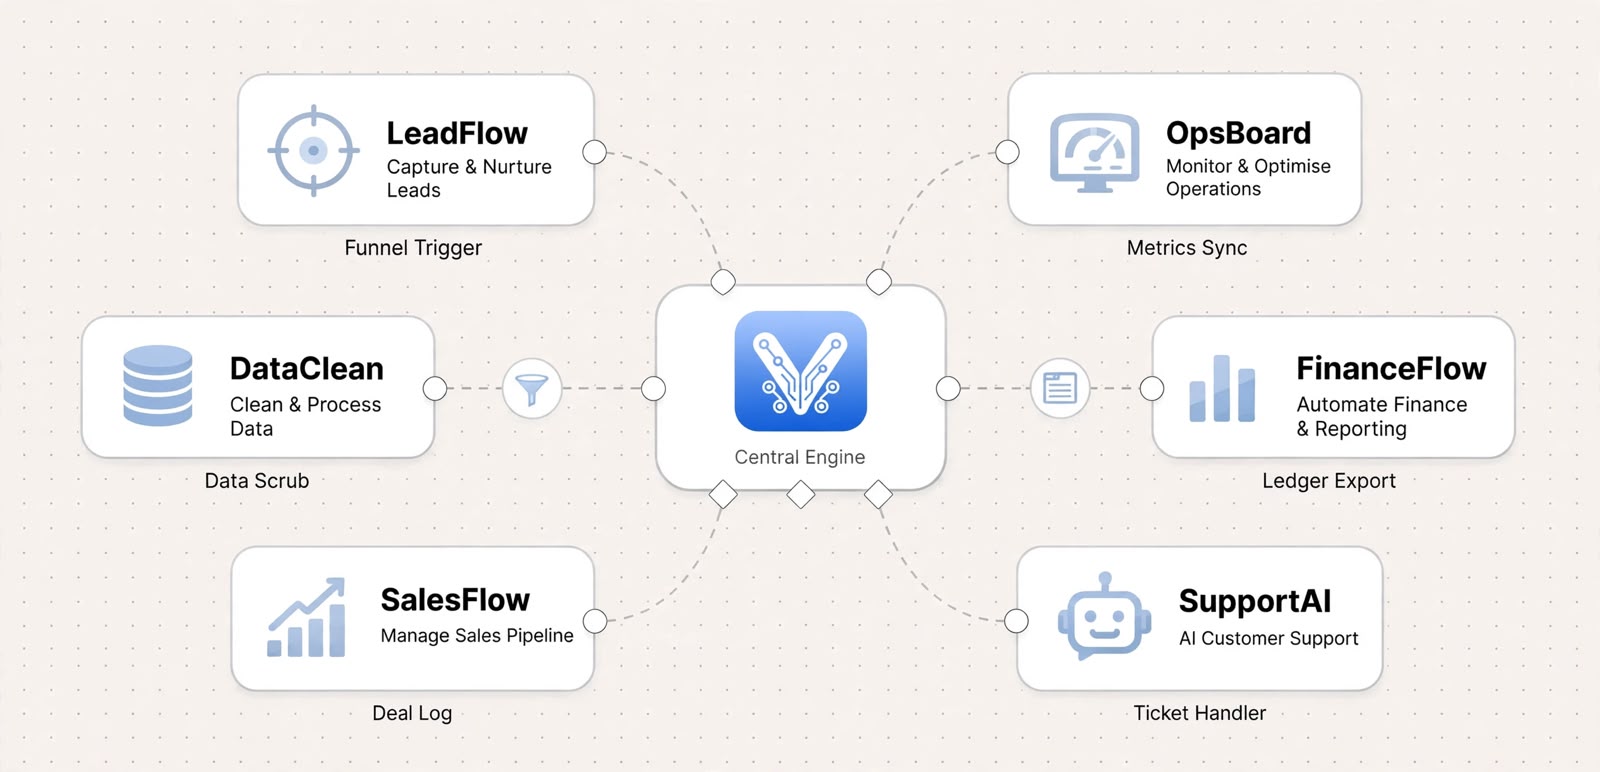 LeadFlow
Capture & Nurture
Leads
Funnel Trigger
OpsBoard
Monitor & Optimise
Operations
Metrics Sync
DataClean
Clean & Process
Data
Data Scrub
Central Engine
FinanceFlow
Automate Finance
& Reporting
Ledger Export
SalesFlow
Manage Sales Pipeline
Deal Log
SupportAI
AI Customer Support
Ticket Handler